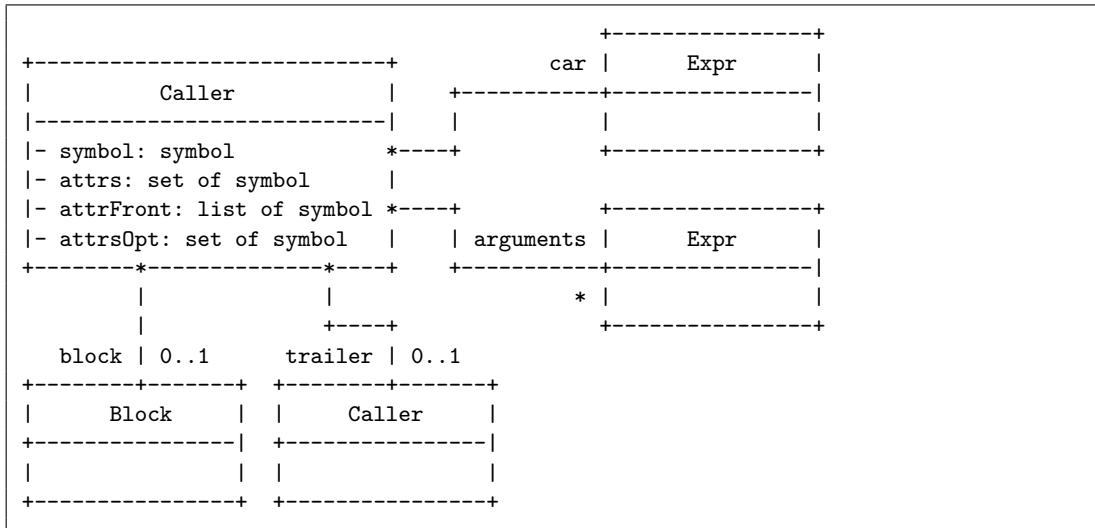 +----------------+
+----------------------------+            car |      Expr      |
|          Caller            |    +-----------+----------------|
|----------------------------|    |           |                |
|- symbol: symbol            *----+           +----------------+
|- attrs: set of symbol      |
|- attrFront: list of symbol *----+           +----------------+
|- attrsOpt: set of symbol   |    | arguments |      Expr      |
+--------*--------------*----+    +-----------+----------------|
         |              |                   * |                |
         |              +----+                +----------------+
   block | 0..1      trailer | 0..1
+--------+-------+  +--------+-------+
|      Block     |  |     Caller     |
+----------------|  +----------------|
|                |  |                |
+----------------+  +----------------+